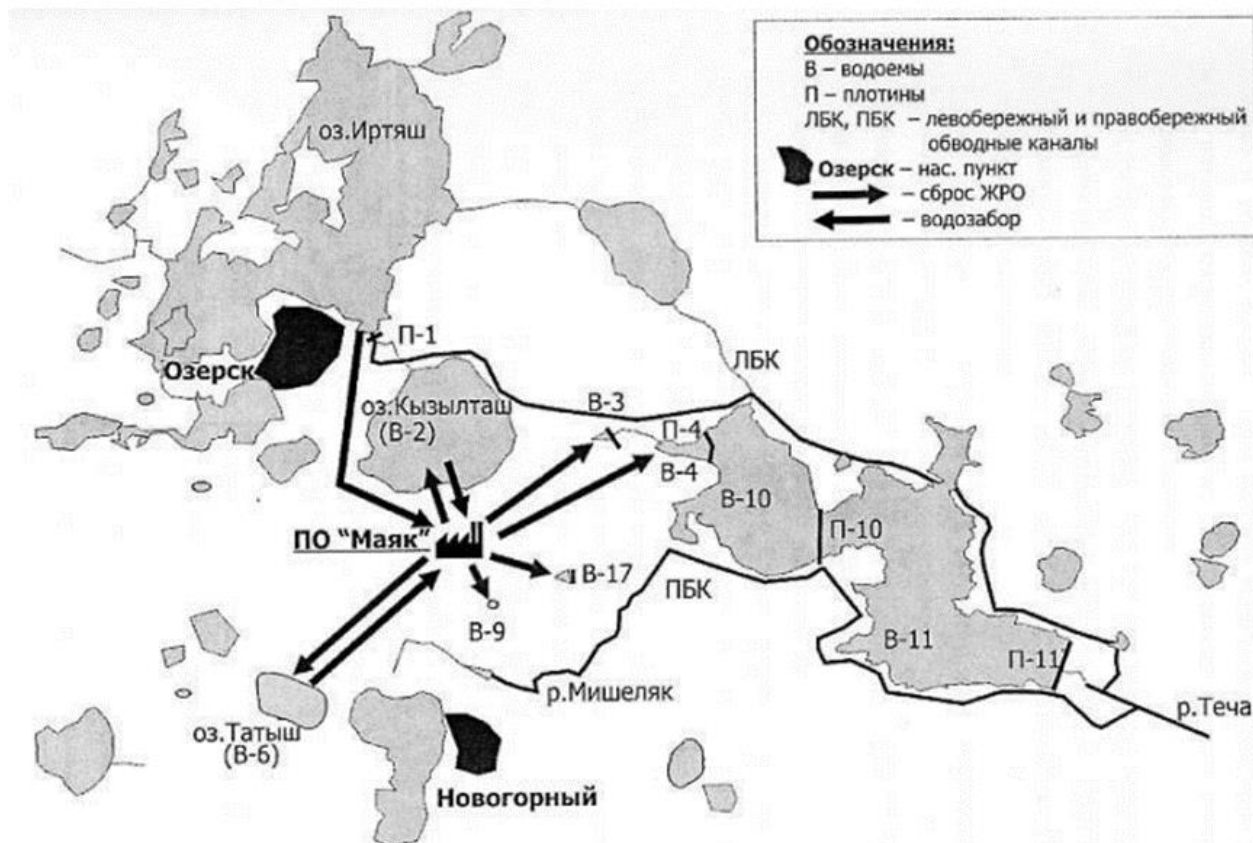 Обозначения:
В – водоемы
П – плотины
ЛБК, ПБК – левобережный и правобережный
обводные каналы
Озерск – нас. пункт
– сброс ЖРО
– водозабор
оз.Иртяш
П-1
Озерск
ЛБК
оз.Кызылташ
(В-2)
В-3
П-4
В-4
В-10
П-10
ПО "Маяк"
В-17
ПБК
В-9
В-11
П-11
р.Мишеляк
р.Теча
оз.Татыш
(В-6)
Новогорный